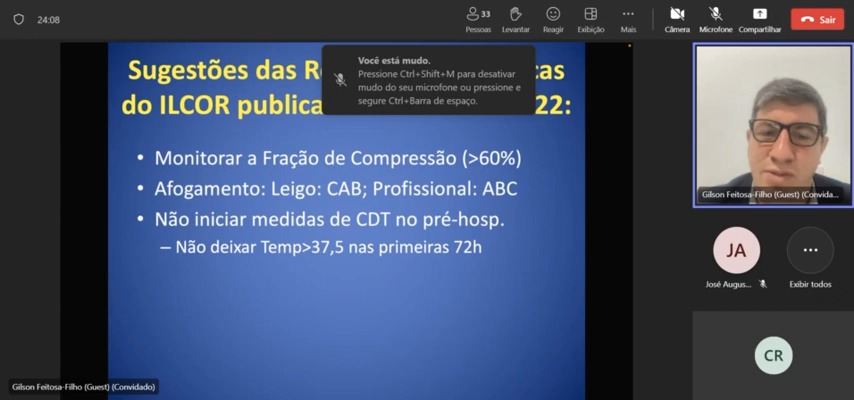 24:08
33
Pessoas
Levantar
Reagir
Exibição
Mais
Câmera
Microfone
Compartilhar
Sair
Você está mudo.
Pressione Ctrl+Shift+M para desativar
mudo do seu microfone ou pressione e
segure Ctrl+Barra de espaço.
Sugestões das
do ILCOR 22:
• Monitorar a Fração de Compressão (>60%)
• Afogamento: Leigo: CAB; Profissional: ABC
• Não iniciar medidas de CDT no pré-hosp.
– Não deixar Temp>37,5 nas primeiras 72h
Gilson Feitosa-Filho (Guest) (Convida...
JA
José Augus...
Exibir todos
CR
Gilson Feitosa-Filho (Guest) (Convidado)